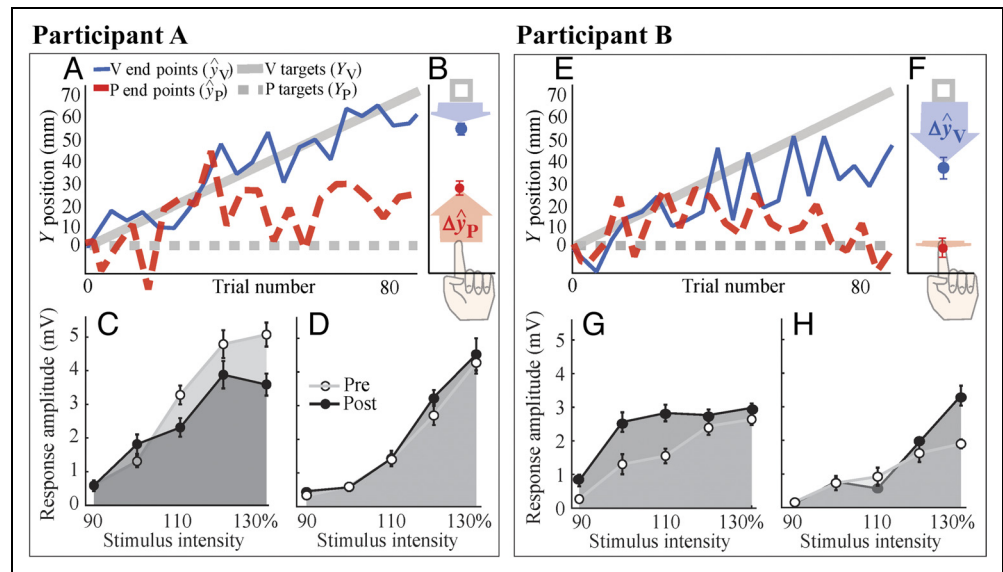 Participant A
Participant B
A
V end points (ŷV)
V targets (YV)
P end points (ŷP)
P targets (YP)
B
E
F
70
60
50
40
30
20
10
0
Y position (mm)
0
Trial number
80
ΔŷP
70
60
50
40
30
20
10
0
Y position (mm)
0
Trial number
80
ΔŷV
C
D
5
4
3
2
1
0
Response amplitude (mV)
Pre
Post
90
110
130%
Stimulus intensity
90
110
130%
Stimulus intensity
G
H
5
4
3
2
1
0
Response amplitude (mV)
90
110
130%
Stimulus intensity
90
110
130%
Stimulus intensity